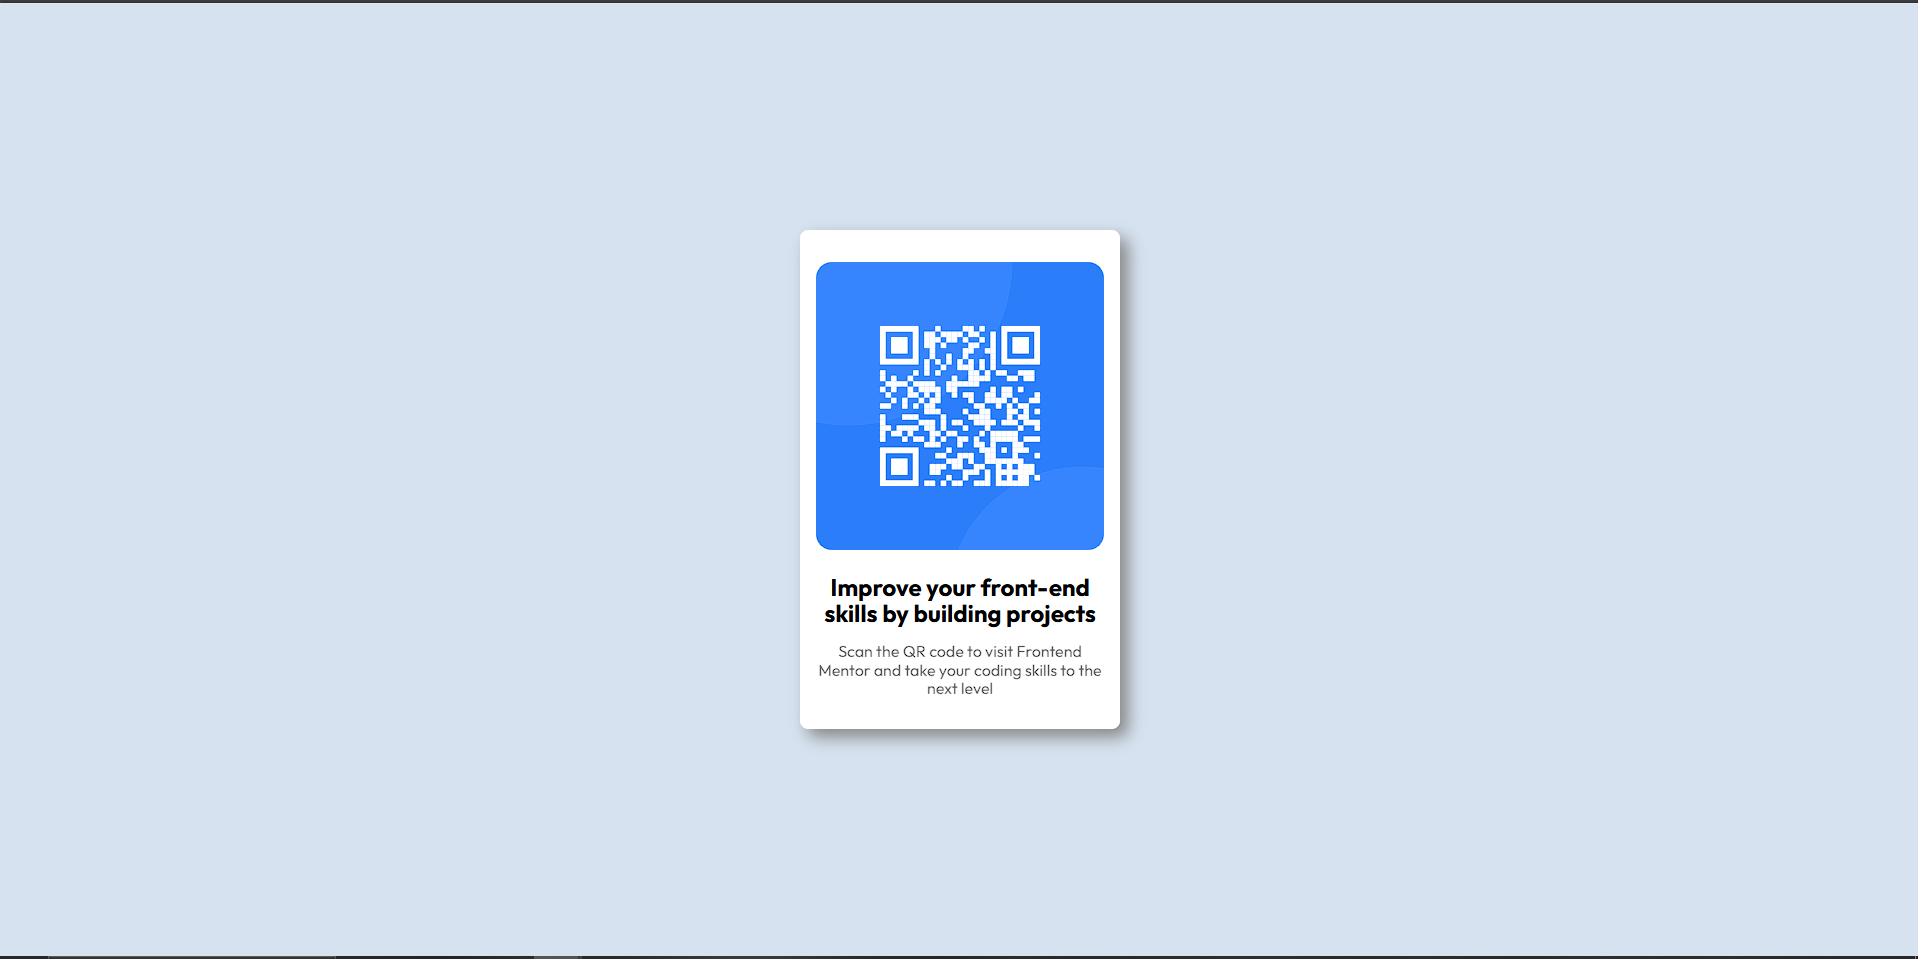 Improve your front-end
skills by building projects
Scan the QR code to visit Frontend
Mentor and take your coding skills to the
next level